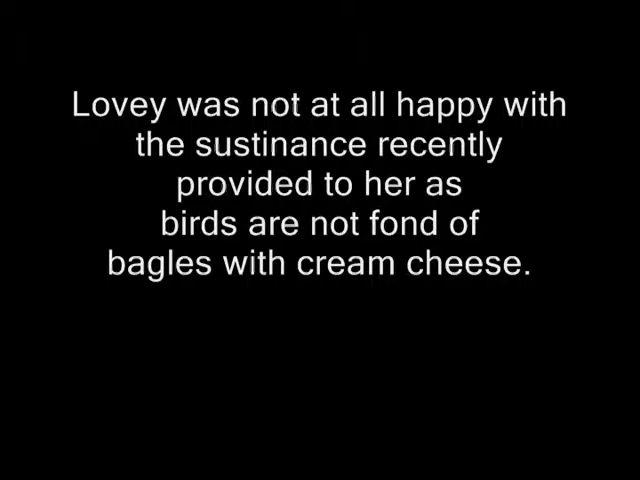 Lovey was not at all happy with
the sustinance recently
provided to her as
birds are not fond of
bagles with cream cheese.